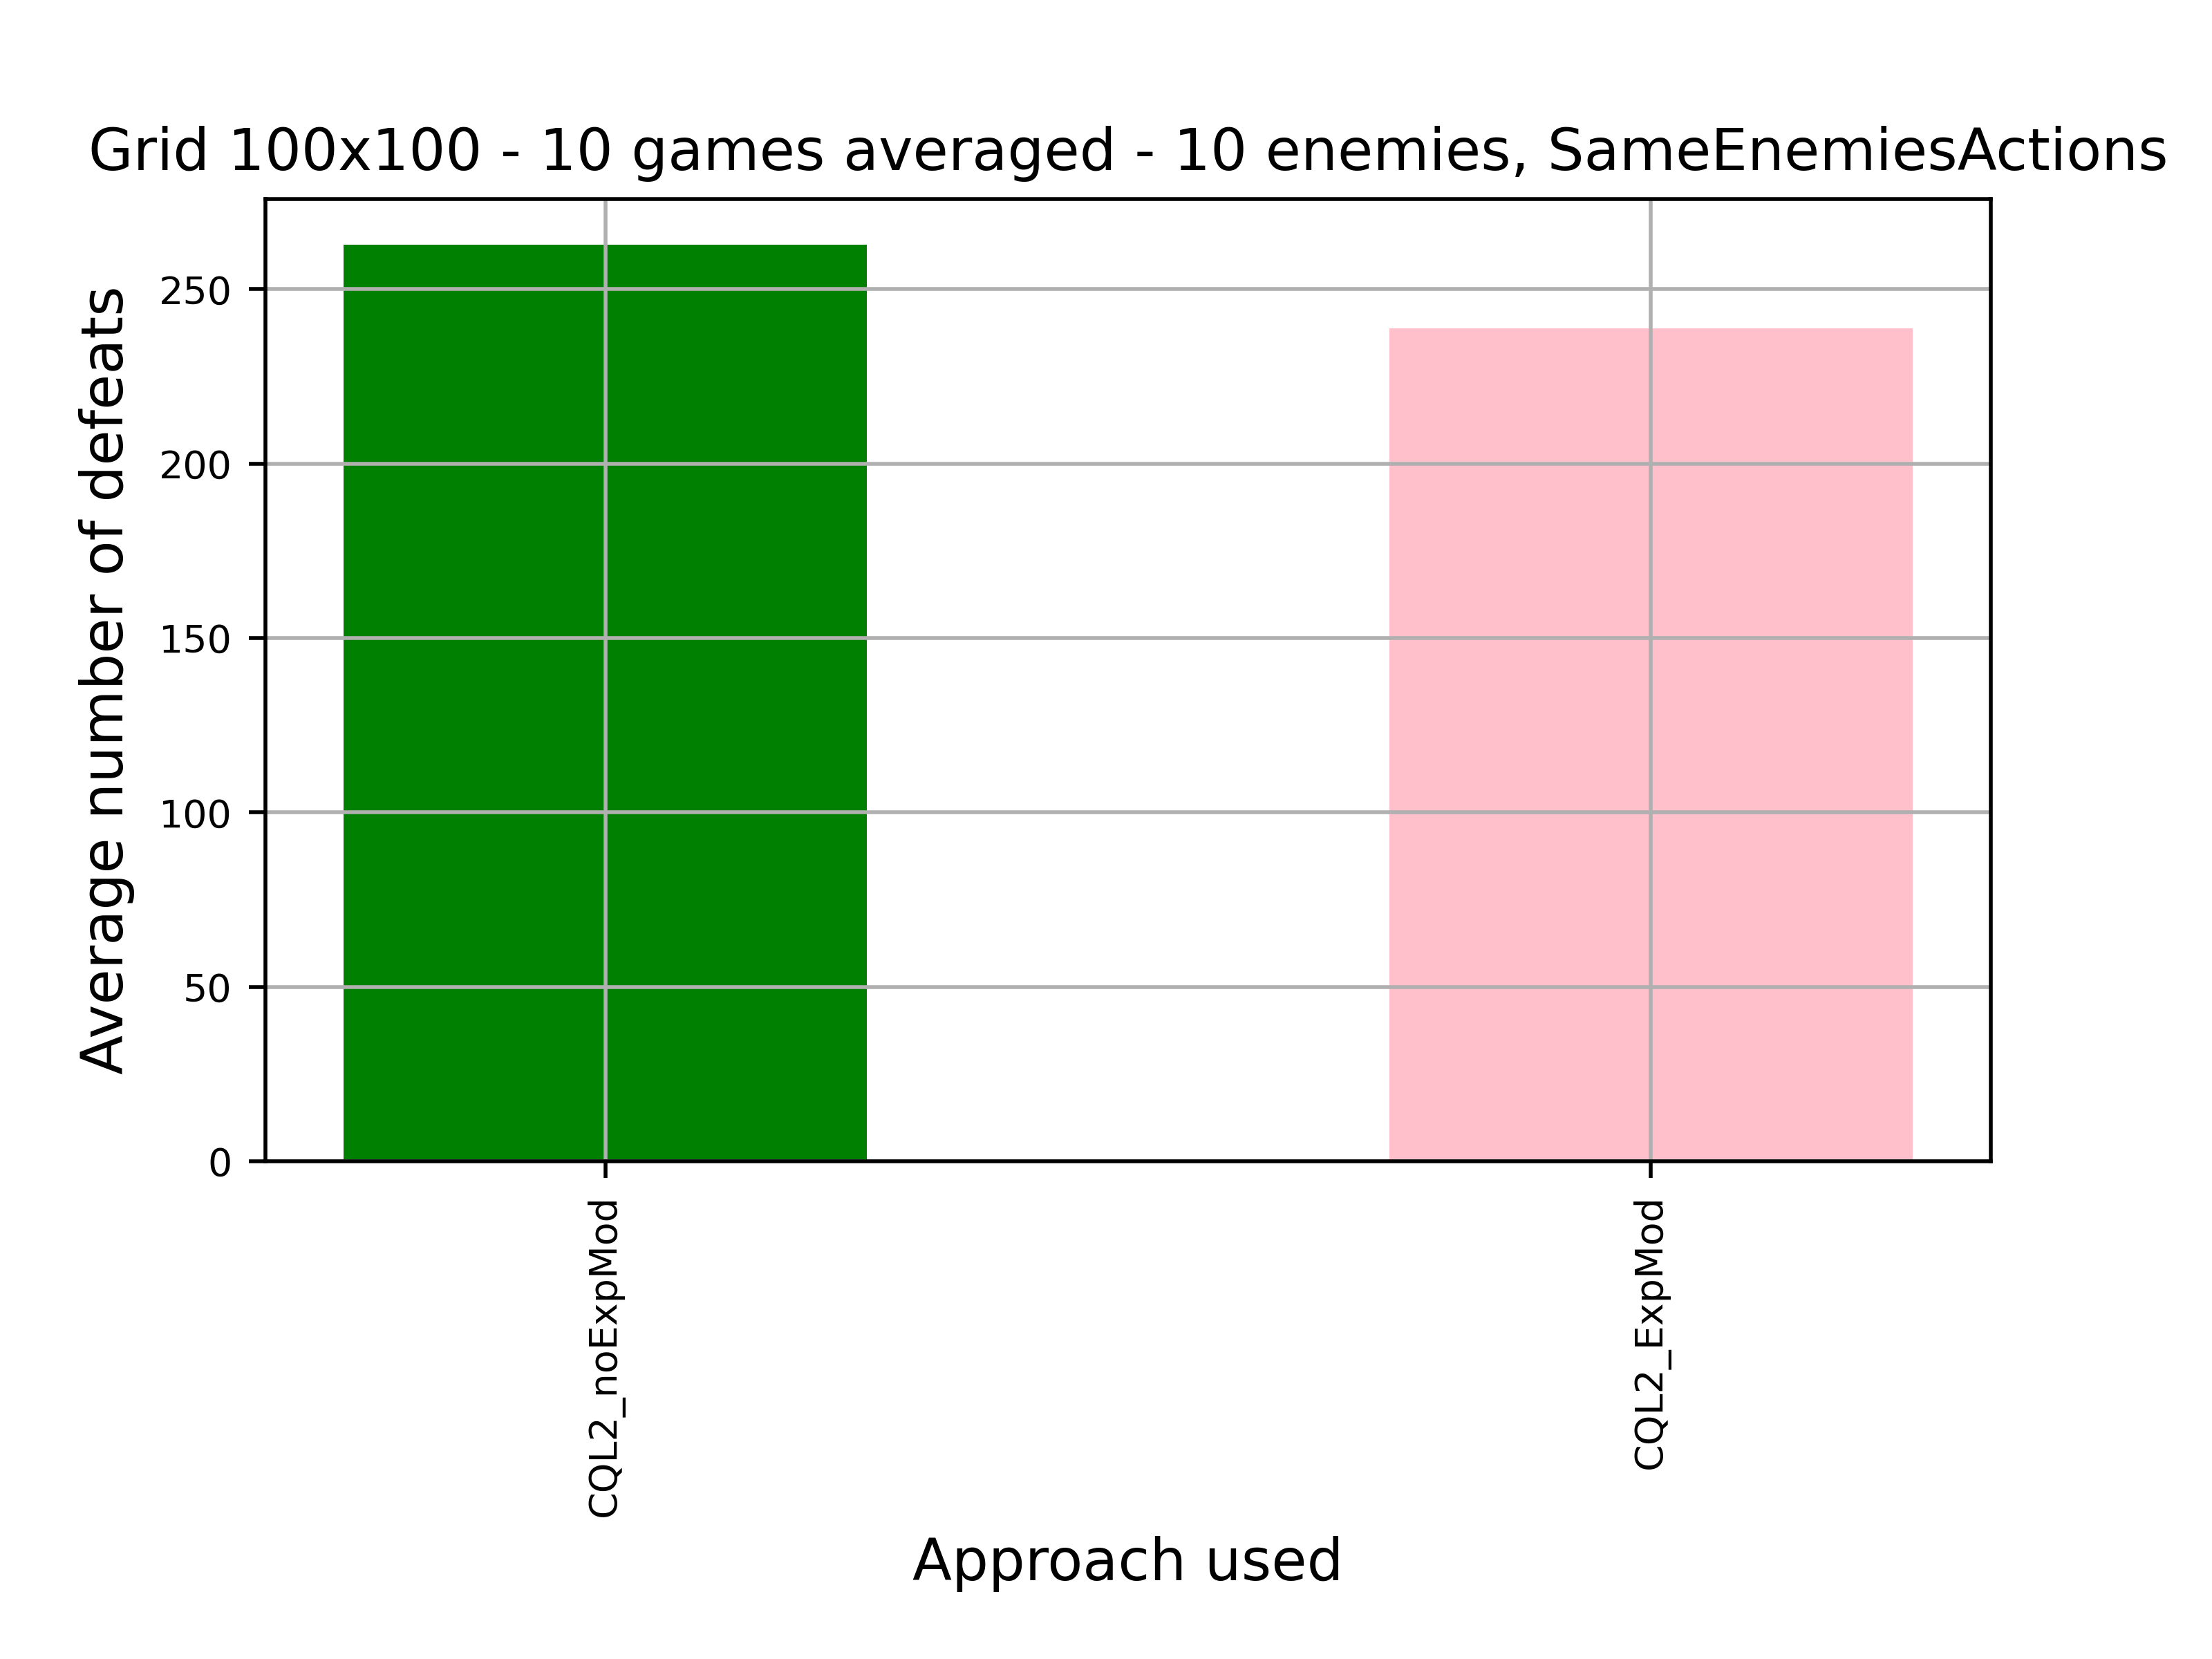 Grid 100x100 - 10 games averaged - 10 enemies, SameEnemiesActions
Average number of defeats
250
200
150
100
50
0
CQL2_noExpMod
CQL2_ExpMod
Approach used